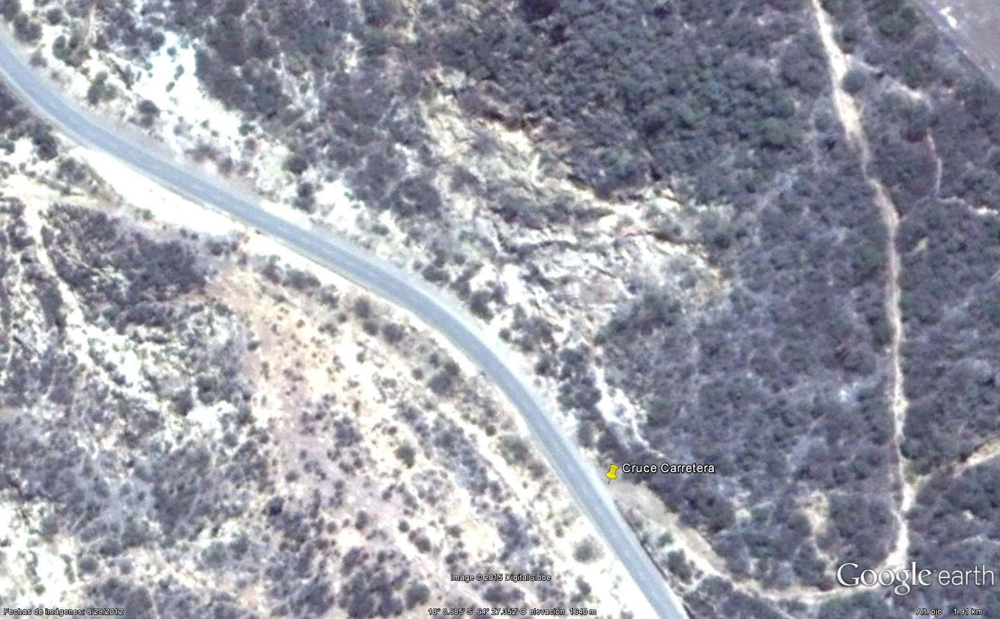 Cruce Carretera
Google earth
Image © 2015 DigitalGlobe
Fechas de imágenes: 8/29/2012
18° 0.985' S 64° 27.352' O elevación 1640 m
Alt. ojo 1.91 km